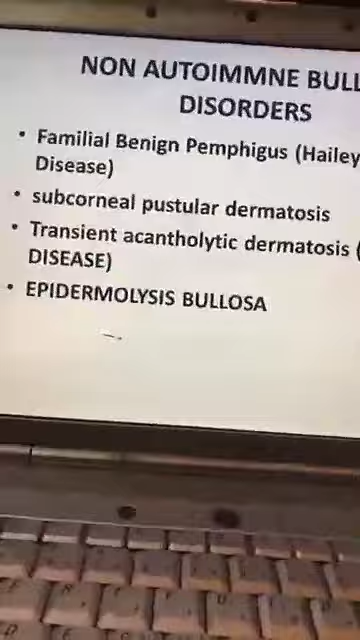 NON AUTOIMMNE BULL
DISORDERS
• Familial Benign Pemphigus (Hailey
Disease)
• subcorneal pustular dermatosis
• Transient acantholytic dermatosis (
DISEASE)
• EPIDERMOLYSIS BULLOSA